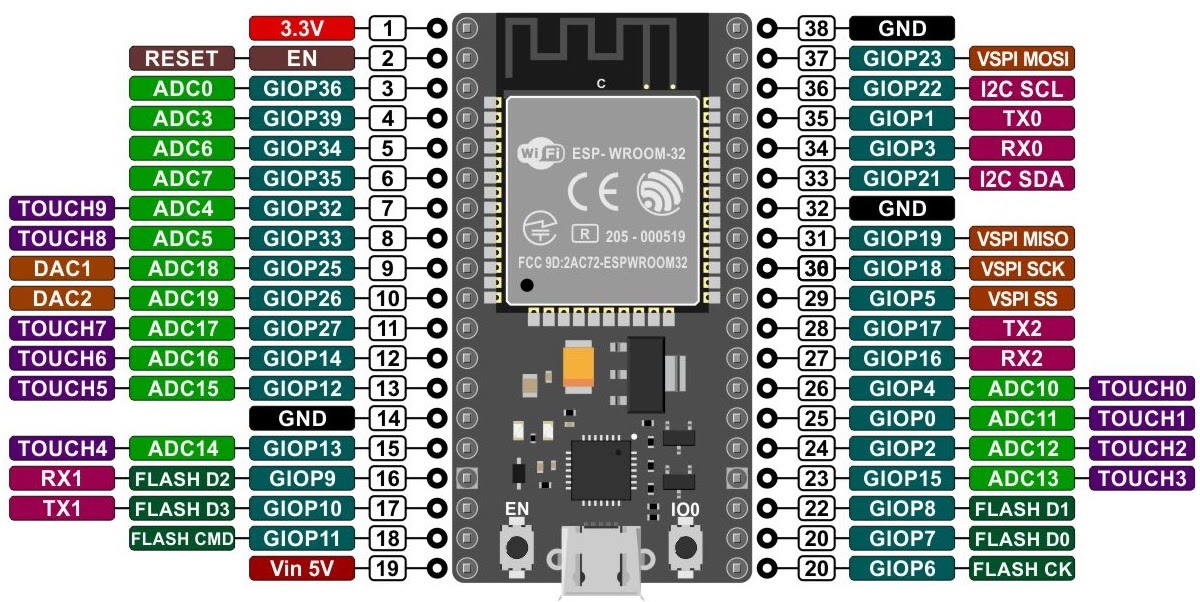 3.3V 1 38 GND
RESET EN 2 37 GIOP23 VSPI MOSI
ADC0 GIOP36 3 36 GIOP22 I2C SCL
C
ADC3 GIOP39 4 35 GIOP1 TX0
ADC6 GIOP34 5 34 GIOP3 RX0
WiFi ESP- WROOM-32
ADC7 GIOP35 6 33 GIOP21 I2C SDA
CE
TOUCH9 ADC4 GIOP32 7 32 GND
TOUCH8 ADC5 GIOP33 8 31 GIOP19 VSPI MISO
R 205 - 000519
DAC1 ADC18 GIOP25 9 30 GIOP18 VSPI SCK
FCC 9D:2AC72-ESPWROOM32
DAC2 ADC19 GIOP26 10 29 GIOP5 VSPI SS
TOUCH7 ADC17 GIOP27 11 28 GIOP17 TX2
TOUCH6 ADC16 GIOP14 12 27 GIOP16 RX2
TOUCH5 ADC15 GIOP12 13 26 GIOP4 ADC10 TOUCH0
GND 14 25 GIOP0 ADC11 TOUCH1
TOUCH4 ADC14 GIOP13 15 24 GIOP2 ADC12 TOUCH2
RX1 FLASH D2 GIOP9 16 23 GIOP15 ADC13 TOUCH3
TX1 FLASH D3 GIOP10 17 22 GIOP8 FLASH D1
EN IO0
FLASH CMD GIOP11 18 20 GIOP7 FLASH D0
Vin 5V 19 20 GIOP6 FLASH CK